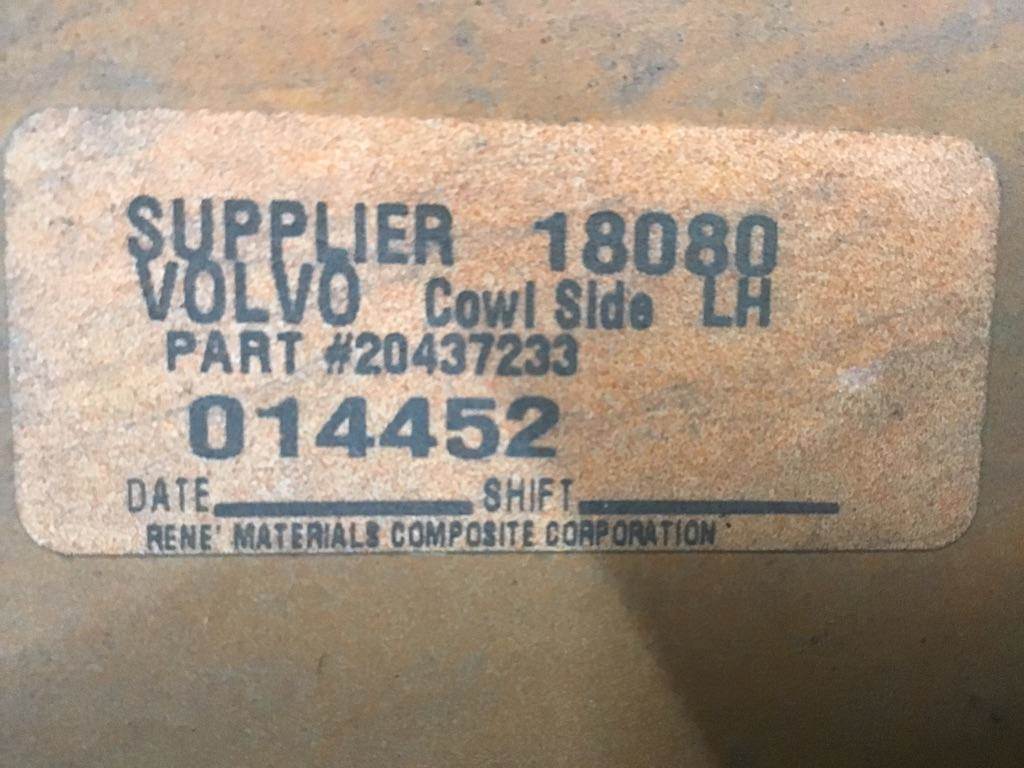 SUPPLIER 18080
VOLVO Cowl Side LH
PART #20437233
014452
DATE SHIFT
RENE' MATERIALS COMPOSITE CORPORATION